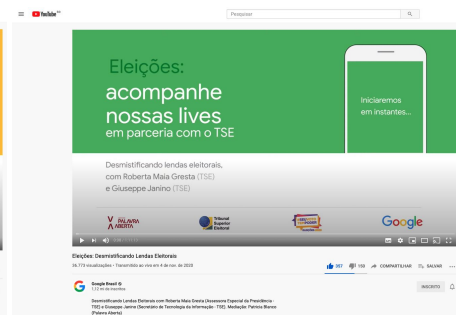 YouTube BR
Pesquisar
Eleições:
acompanhe
nossas lives
em parceria com o TSE
Iniciaremos
em instantes...
Desmistificando lendas eleitorais,
com Roberta Maia Gresta (TSE)
e Giuseppe Janino (TSE)
PALAVRA
ABERTA
Tribunal
Superior
Eleitoral
Google
Eleições: Desmistificando Lendas Eleitorais
36.773 visualizações • Transmitido ao vivo em 4 de nov. de 2020
397
158
COMPARTILHAR
SALVAR
Google Brasil
1,12 mi de inscritos
INSCRITO
Desmistificando Lendas Eleitorais com Roberta Maia Gresta (Assessora Especial da Presidência -
TSE) e Giuseppe Janino (Secretário de Tecnologia da Informação - TSE). Mediação: Patricia Blanco
(Palavra Aberta)